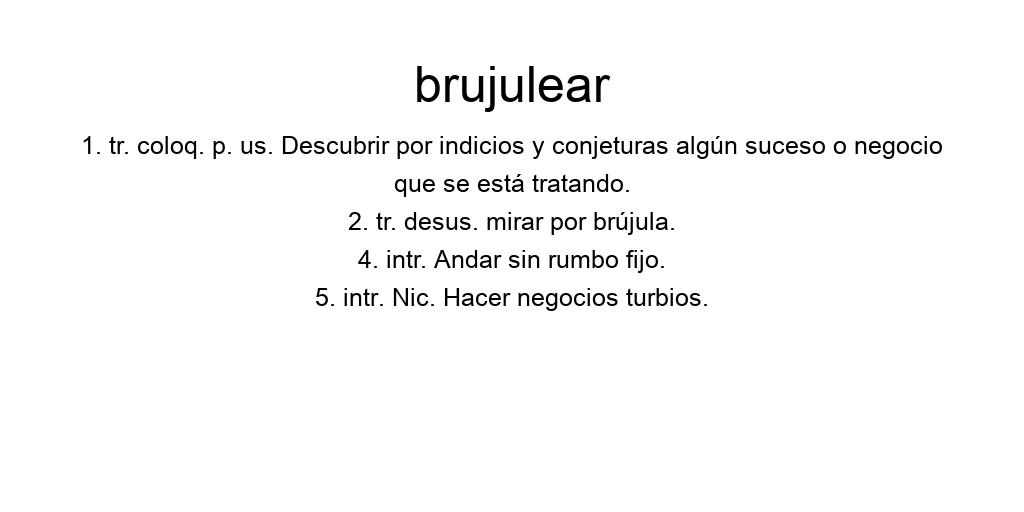 brujulear
1. tr. coloq. p. us. Descubrir por indicios y conjeturas algún suceso o negocio
que se está tratando.
2. tr. desus. mirar por brújula.
4. intr. Andar sin rumbo fijo.
5. intr. Nic. Hacer negocios turbios.